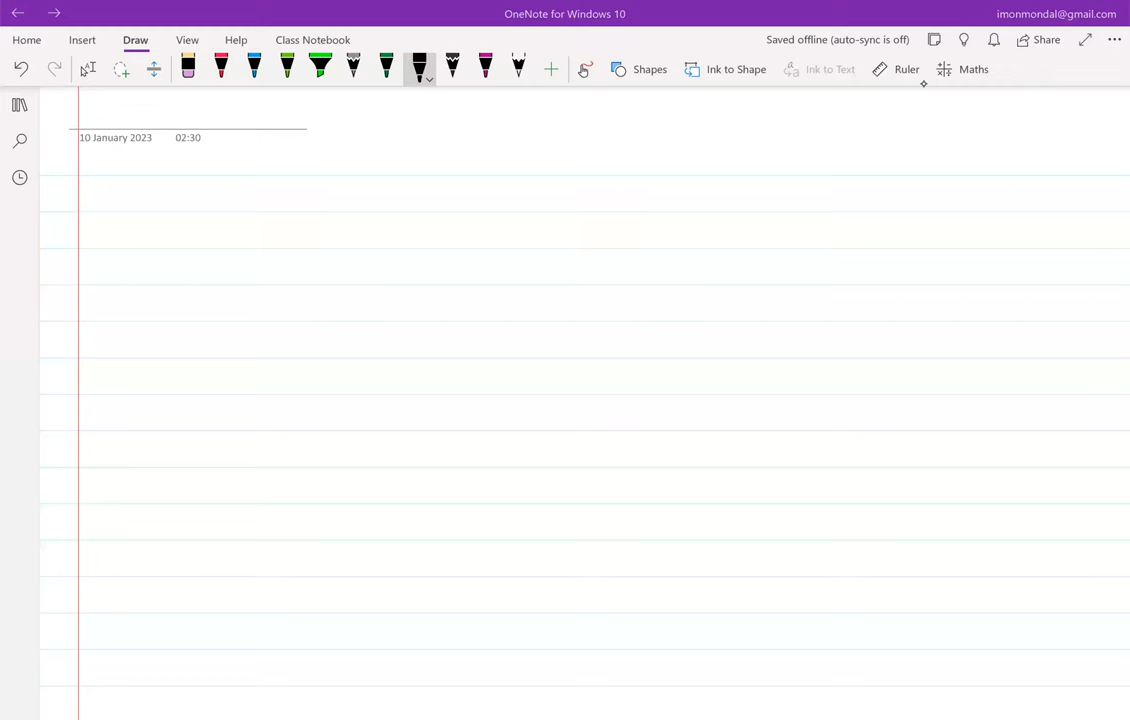 OneNote for Windows 10
imonmondal@gmail.com
Home Insert Draw View Help Class Notebook
Saved offline (auto-sync is off) Share
Shapes Ink to Shape Ink to Text Ruler Maths
10 January 2023 02:30